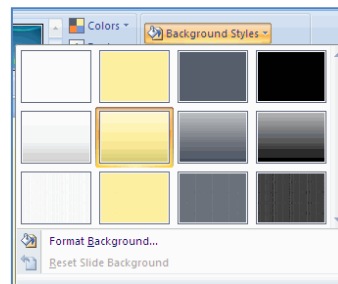 Colors
Background Styles
Format Background...
Reset Slide Background